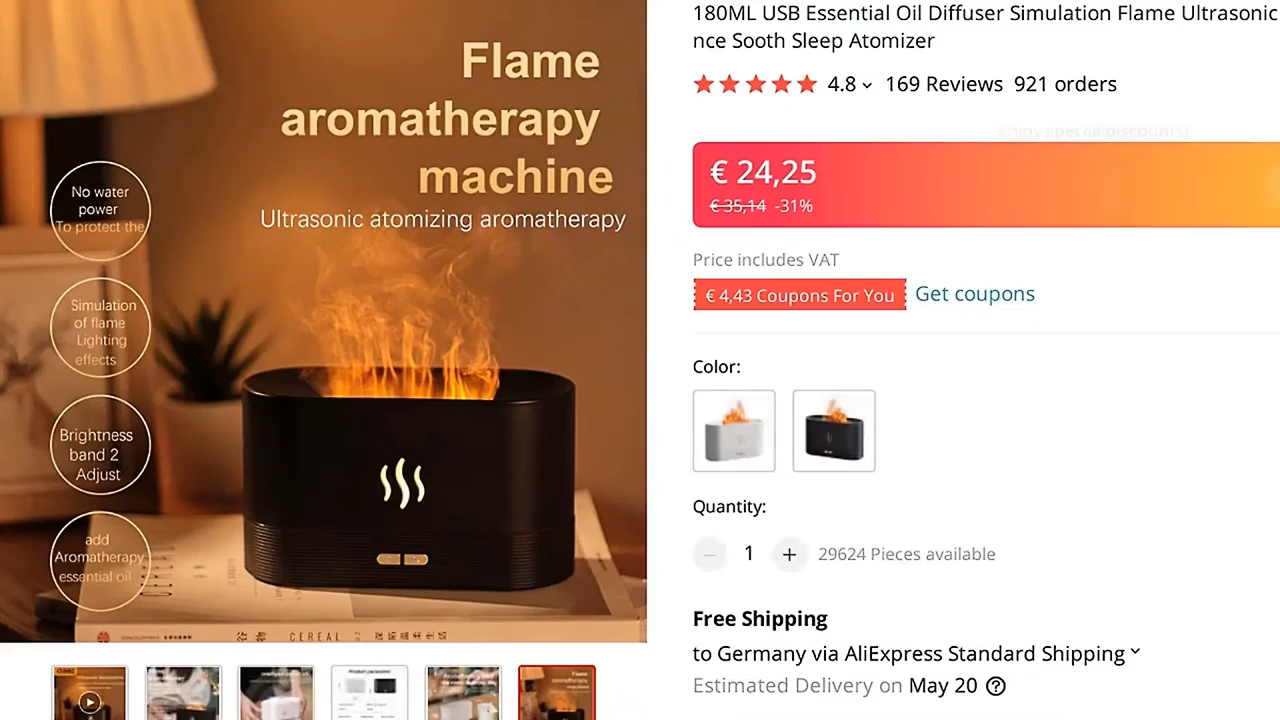 Flame
aromatherapy
machine
Ultrasonic atomizing aromatherapy
No water
power
To protect the
Simulation
of flame
Lighting
effects
Brightness
band 2
Adjust
add
Aromatherapy
essential oil
CEREAL
180ML USB Essential Oil Diffuser Simulation Flame Ultrasonic
nce Sooth Sleep Atomizer
4.8 169 Reviews 921 orders
Enjoy special discounts!
€ 24,25
€ 35,14 -31%
Price includes VAT
€ 4,43 Coupons For You Get coupons
Color:
Quantity:
1 + 29624 Pieces available
Free Shipping
to Germany via AliExpress Standard Shipping
Estimated Delivery on May 20